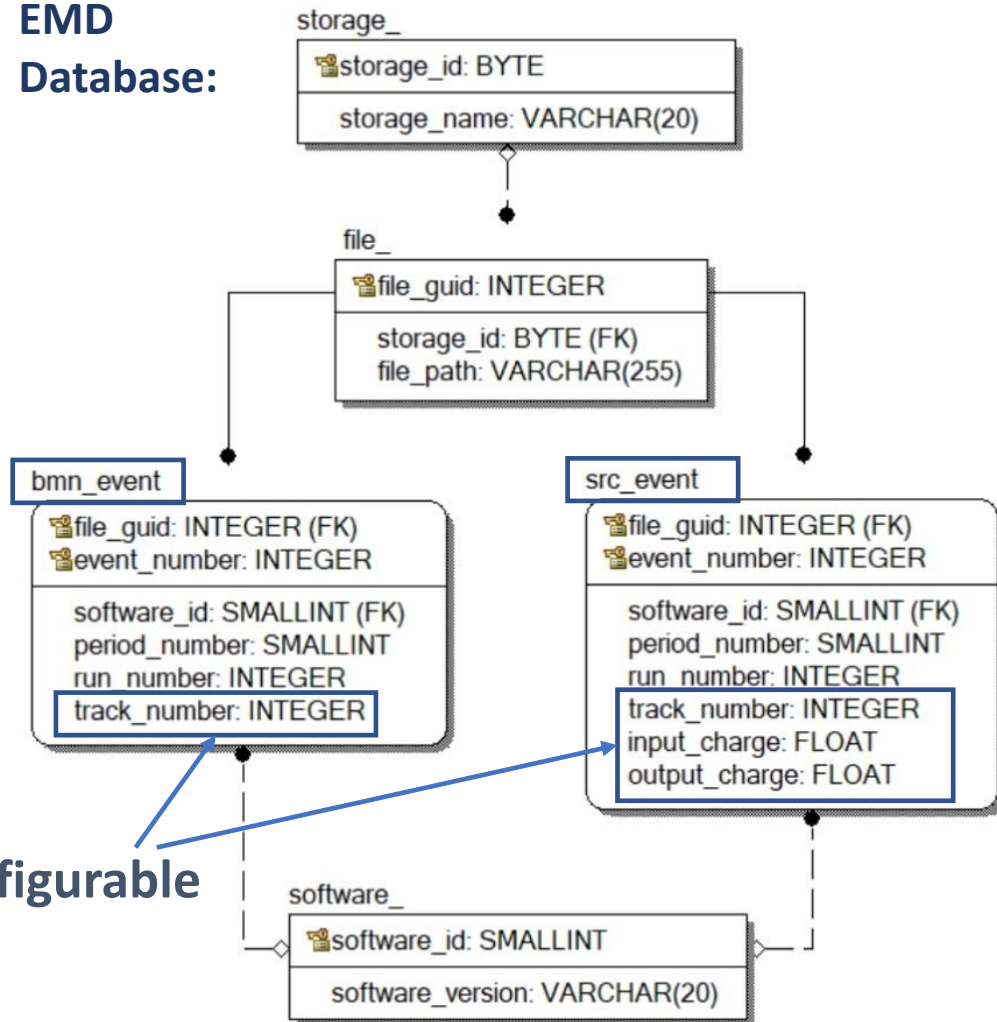 EMD
Database:
storage_
storage_id: BYTE
storage_name: VARCHAR(20)
file_
file_guid: INTEGER
storage_id: BYTE (FK)
file_path: VARCHAR(255)
bmn_event
file_guid: INTEGER (FK)
event_number: INTEGER
software_id: SMALLINT (FK)
period_number: SMALLINT
run_number: INTEGER
track_number: INTEGER
src_event
file_guid: INTEGER (FK)
event_number: INTEGER
software_id: SMALLINT (FK)
period_number: SMALLINT
run_number: INTEGER
track_number: INTEGER
input_charge: FLOAT
output_charge: FLOAT
figurable
software_
software_id: SMALLINT
software_version: VARCHAR(20)